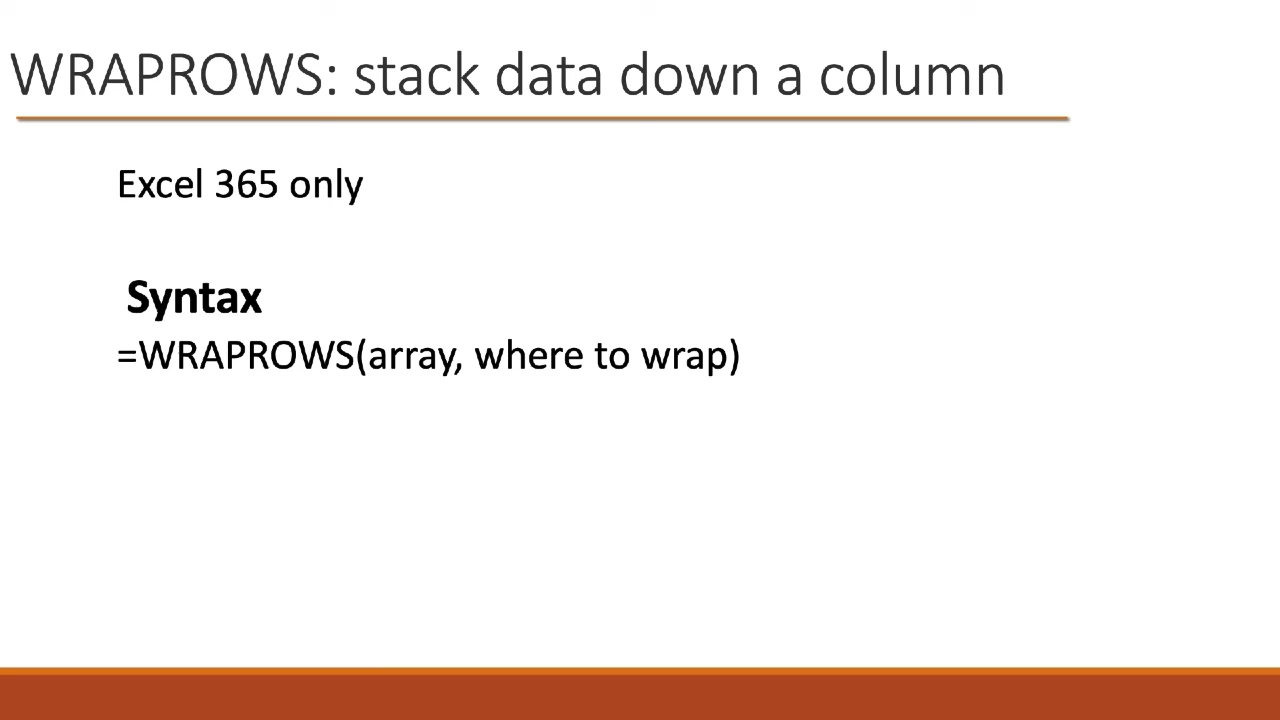 WRAPROWS: stack data down a column
Excel 365 only
Syntax
=WRAPROWS(array, where to wrap)